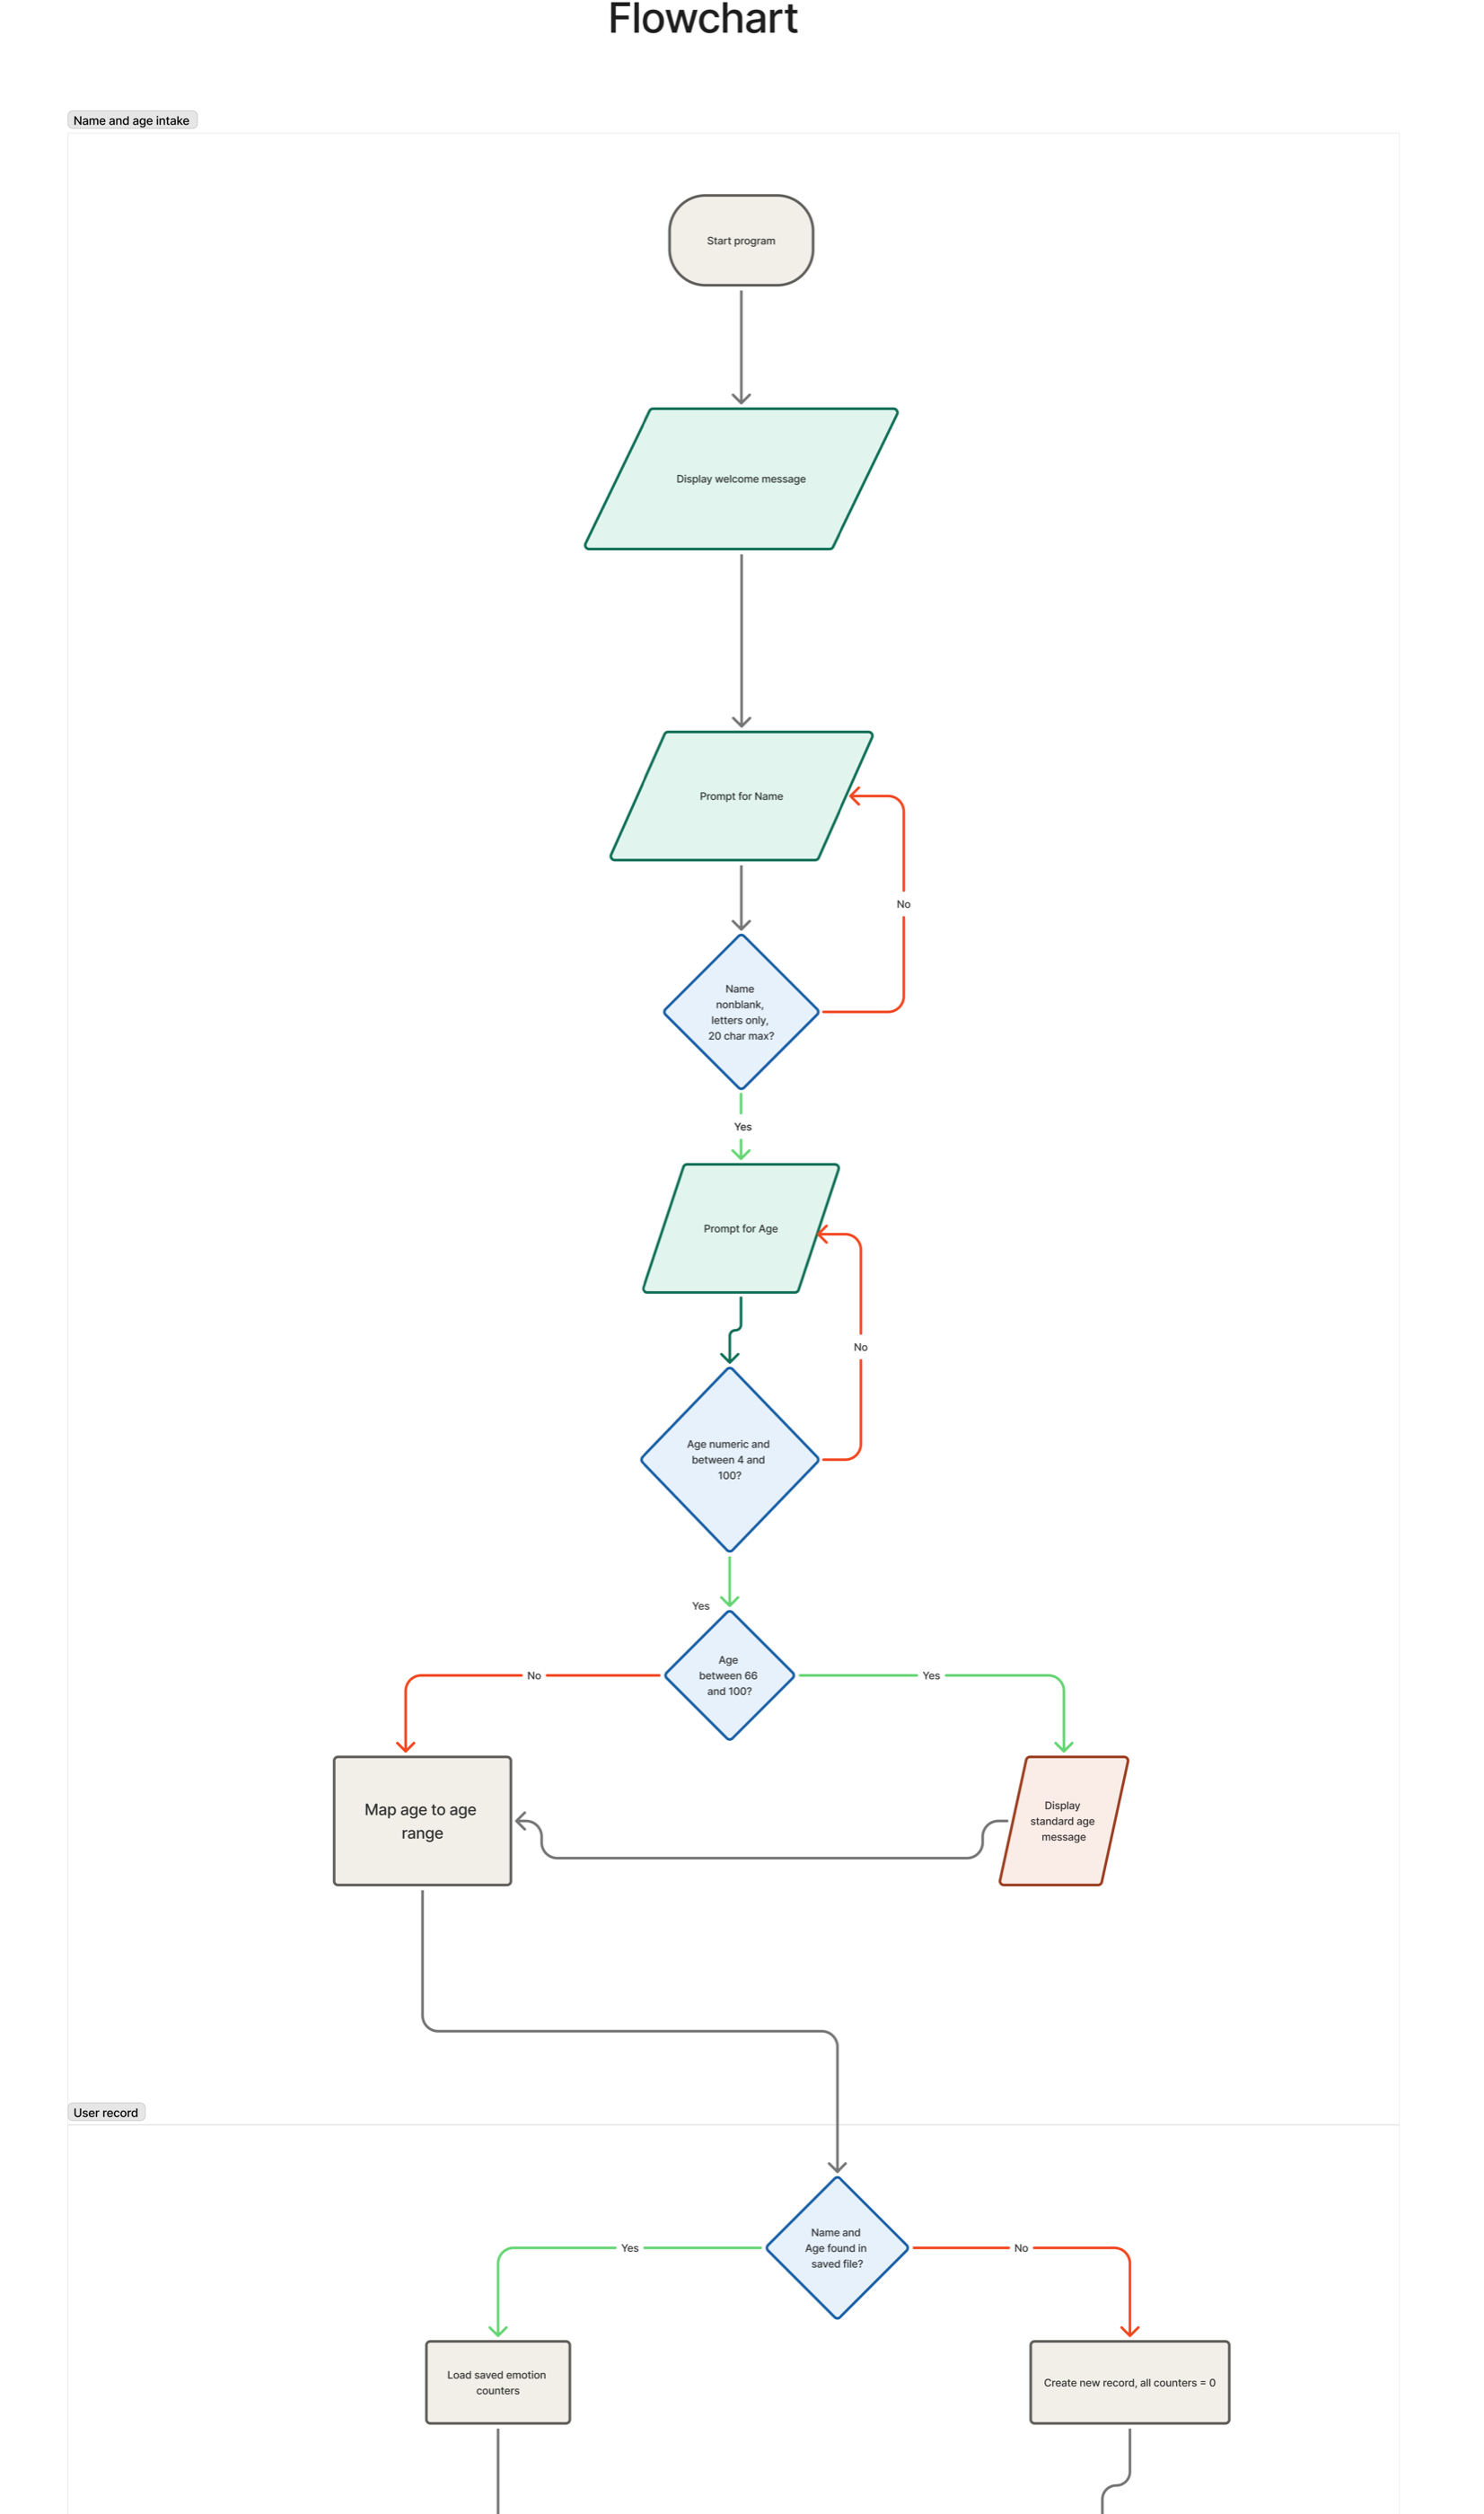 Flowchart
Name and age intake
Start program
Display welcome message
Prompt for Name
No
Name
nonblank,
letters only,
20 char max?
Yes
Prompt for Age
No
Age numeric and
between 4 and
100?
Yes
Age
between 66
and 100?
No
Yes
Map age to age
range
Display
standard age
message
User record
Name and
Age found in
saved file?
Yes
No
Load saved emotion
counters
Create new record, all counters = 0